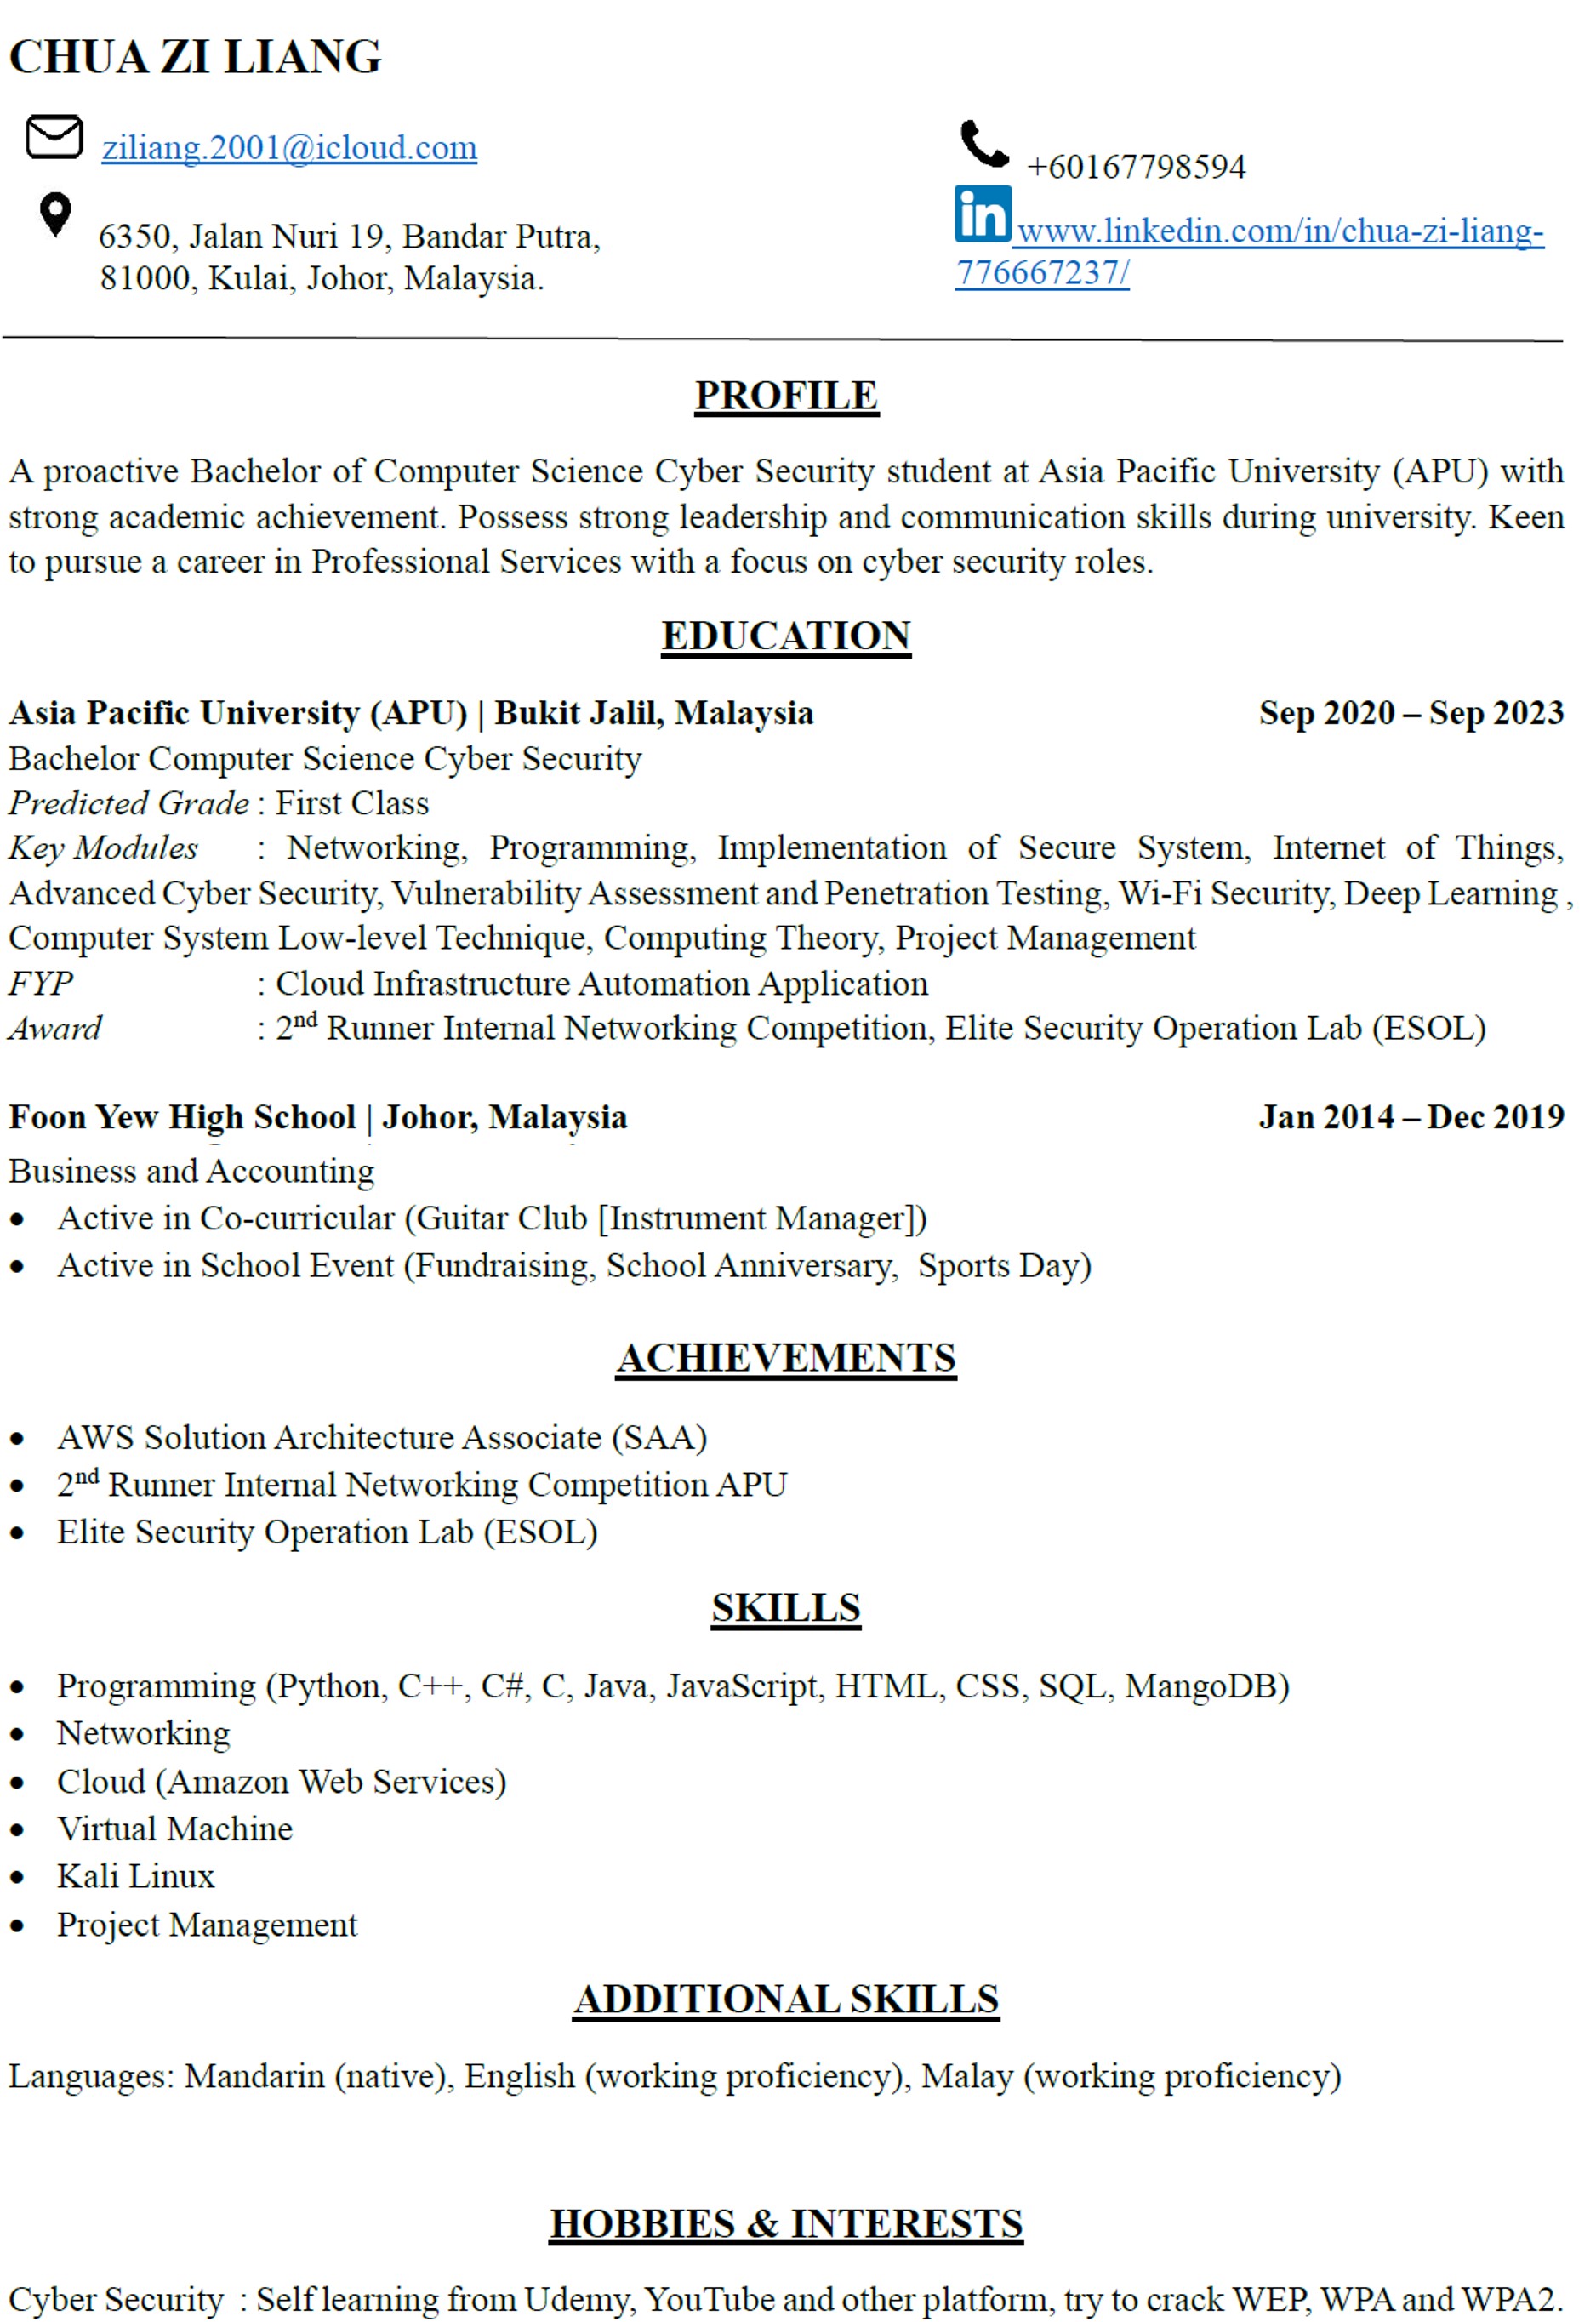 CHUA ZI LIANG
ziliang.2001@icloud.com
+60167798594
6350, Jalan Nuri 19, Bandar Putra,
81000, Kulai, Johor, Malaysia.
in www.linkedin.com/in/chua-zi-liang-
776667237/
PROFILE
A proactive Bachelor of Computer Science Cyber Security student at Asia Pacific University (APU) with
strong academic achievement. Possess strong leadership and communication skills during university. Keen
to pursue a career in Professional Services with a focus on cyber security roles.
EDUCATION
Asia Pacific University (APU) | Bukit Jalil, Malaysia Sep 2020 – Sep 2023
Bachelor Computer Science Cyber Security
Predicted Grade : First Class
Key Modules : Networking, Programming, Implementation of Secure System, Internet of Things,
Advanced Cyber Security, Vulnerability Assessment and Penetration Testing, Wi-Fi Security, Deep Learning ,
Computer System Low-level Technique, Computing Theory, Project Management
FYP : Cloud Infrastructure Automation Application
Award : 2nd Runner Internal Networking Competition, Elite Security Operation Lab (ESOL)
Foon Yew High School | Johor, Malaysia Jan 2014 – Dec 2019
Business and Accounting
• Active in Co-curricular (Guitar Club [Instrument Manager])
• Active in School Event (Fundraising, School Anniversary, Sports Day)
ACHIEVEMENTS
• AWS Solution Architecture Associate (SAA)
• 2nd Runner Internal Networking Competition APU
• Elite Security Operation Lab (ESOL)
SKILLS
• Programming (Python, C++, C#, C, Java, JavaScript, HTML, CSS, SQL, MangoDB)
• Networking
• Cloud (Amazon Web Services)
• Virtual Machine
• Kali Linux
• Project Management
ADDITIONAL SKILLS
Languages: Mandarin (native), English (working proficiency), Malay (working proficiency)
HOBBIES & INTERESTS
Cyber Security : Self learning from Udemy, YouTube and other platform, try to crack WEP, WPA and WPA2.